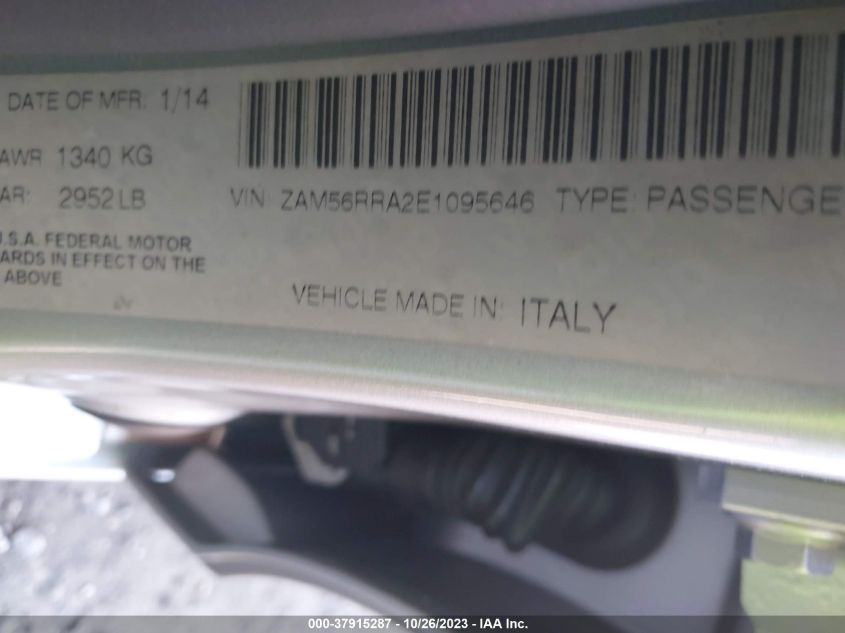 DATE OF MFR: 1/14
AWR 1340 KG
AR: 2952 LB
VIN: ZAM56RRA2E1095646 TYPE: PASSENGE
U.S.A. FEDERAL MOTOR
ARDS IN EFFECT ON THE
ABOVE
VEHICLE MADE IN: ITALY
000-37915287 - 10/26/2023 - IAA Inc.